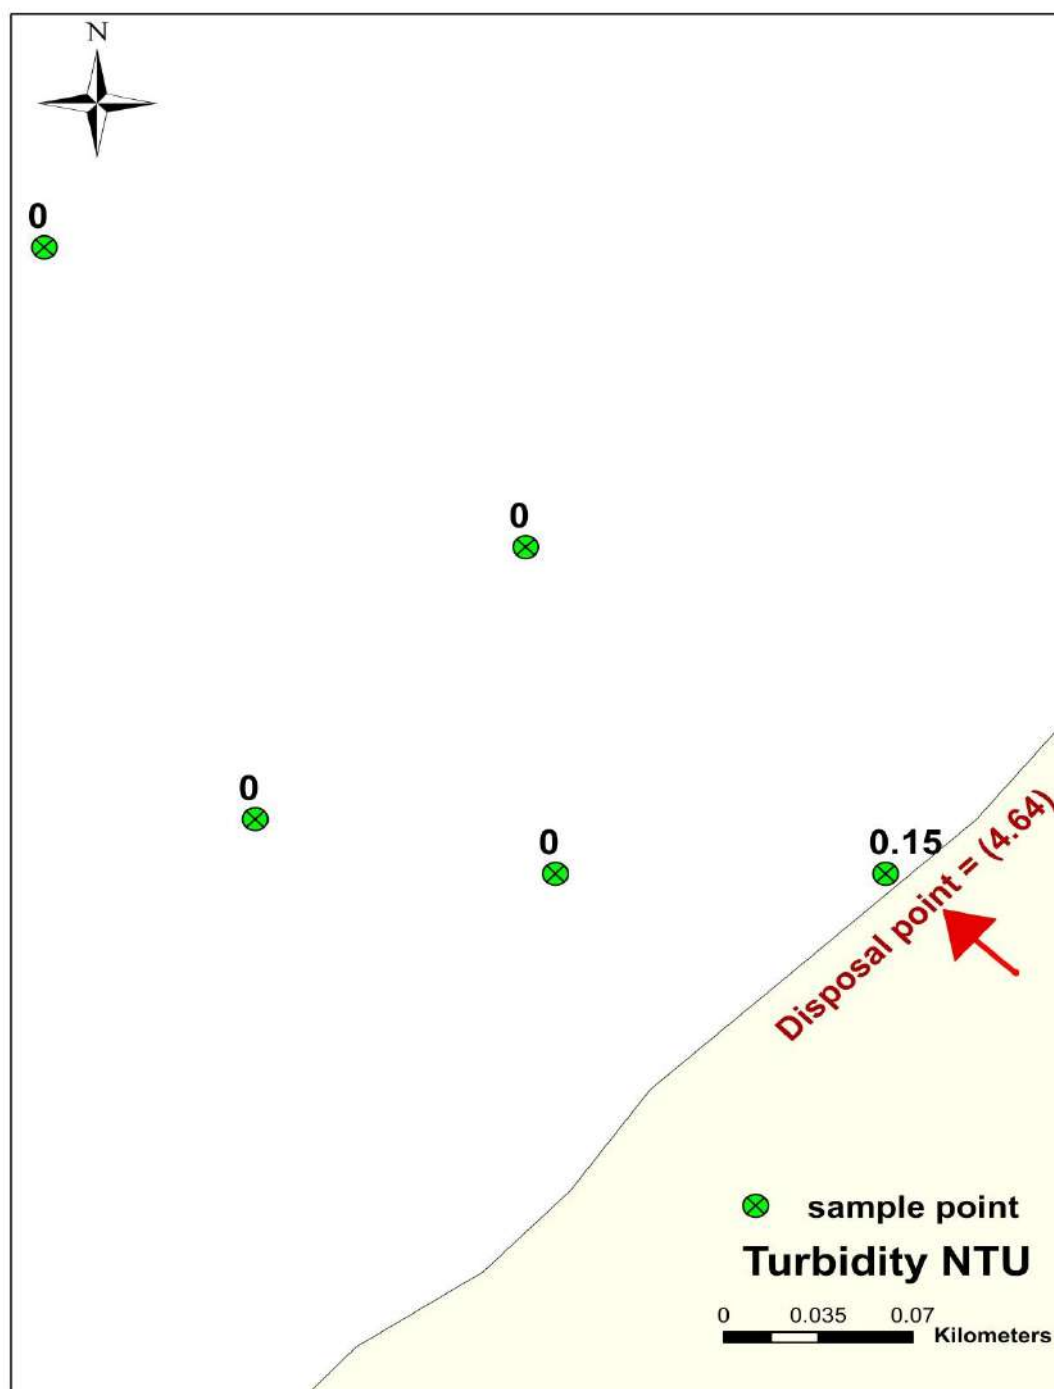 N
0
0
0
0
0.15
Disposal point = (4.64)
sample point
Turbidity NTU
0 0.035 0.07
Kilometers